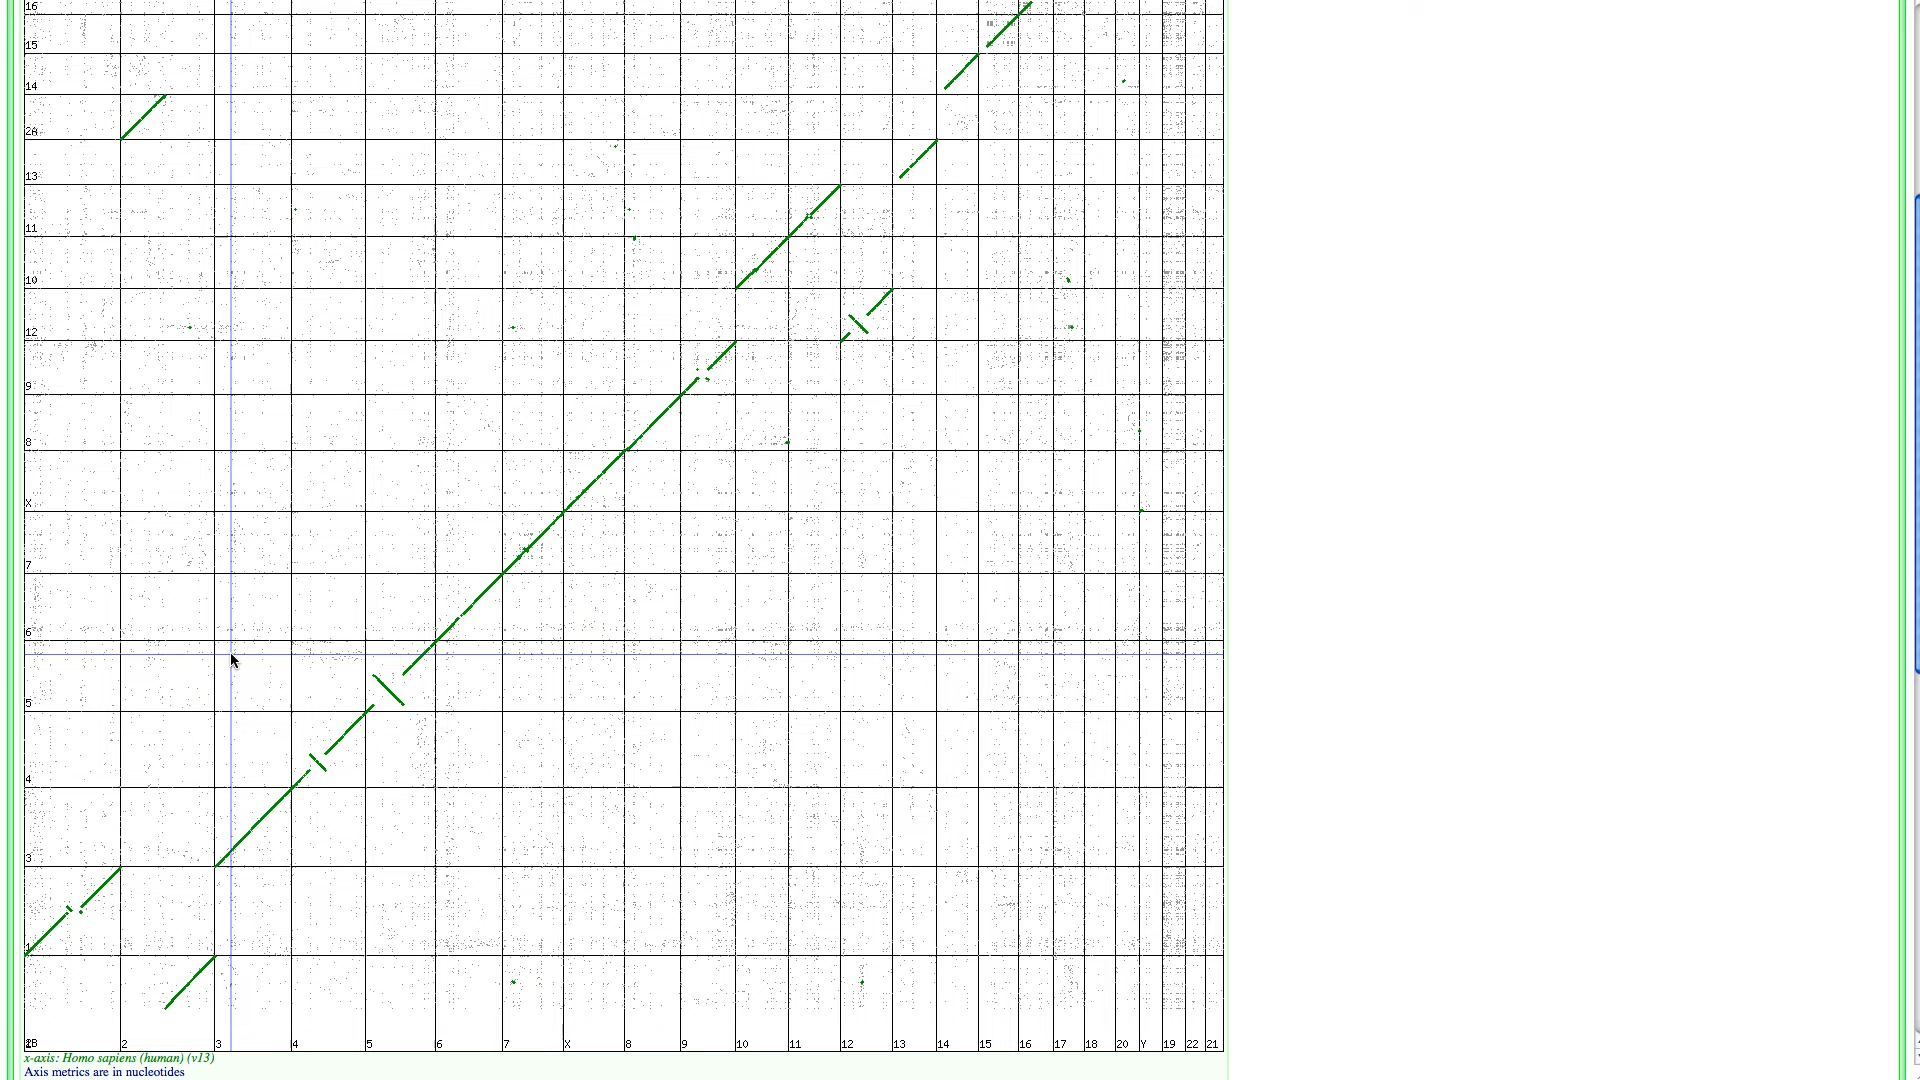 16
15
14
2A
13
11
10
12
9
8
X
7
6
5
4
3
1
2B
2 3 4 5 6 7 X 8 9 10 11 12 13 14 15 16 17 18 20 Y 19 22 21
x-axis: Homo sapiens (human) (v13)
Axis metrics are in nucleotides